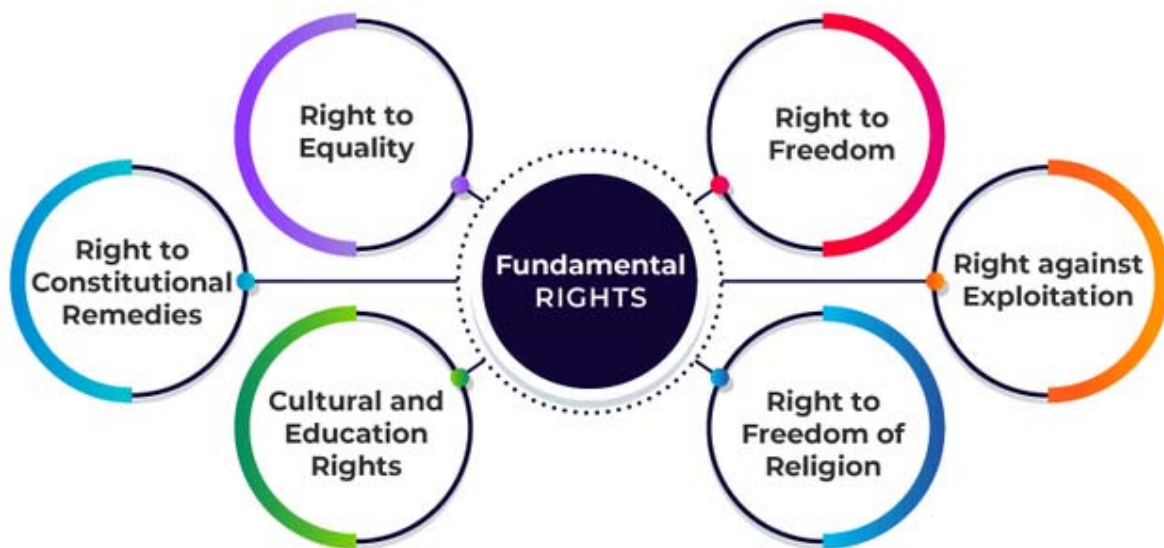 Right to
Equality
Right to
Freedom
Right to
Constitutional
Remedies
Fundamental
RIGHTS
Right against
Exploitation
Cultural and
Education
Rights
Right to
Freedom of
Religion